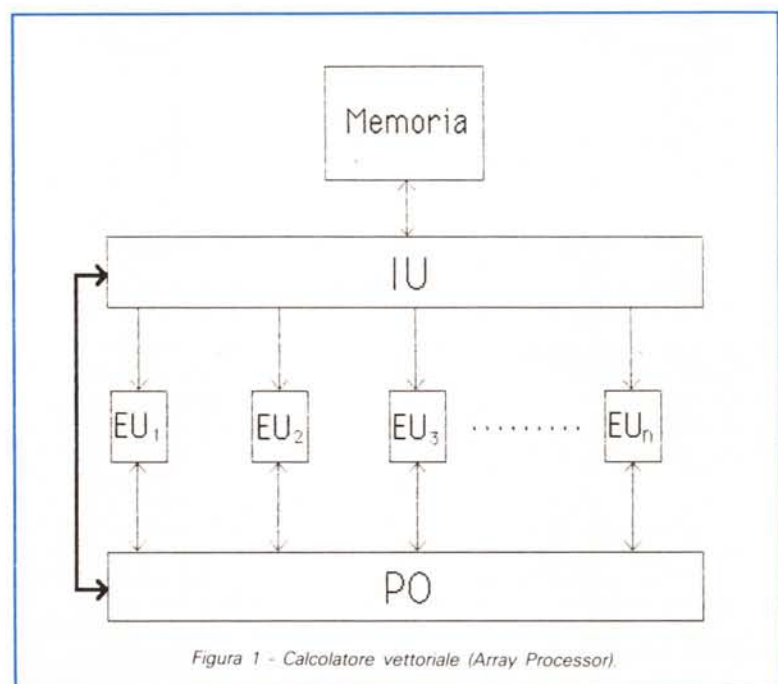 Memoria
IU
EU₁ EU₂ EU₃ ......... EUₙ
PO
Figura 1 - Calcolatore vettoriale (Array Processor).